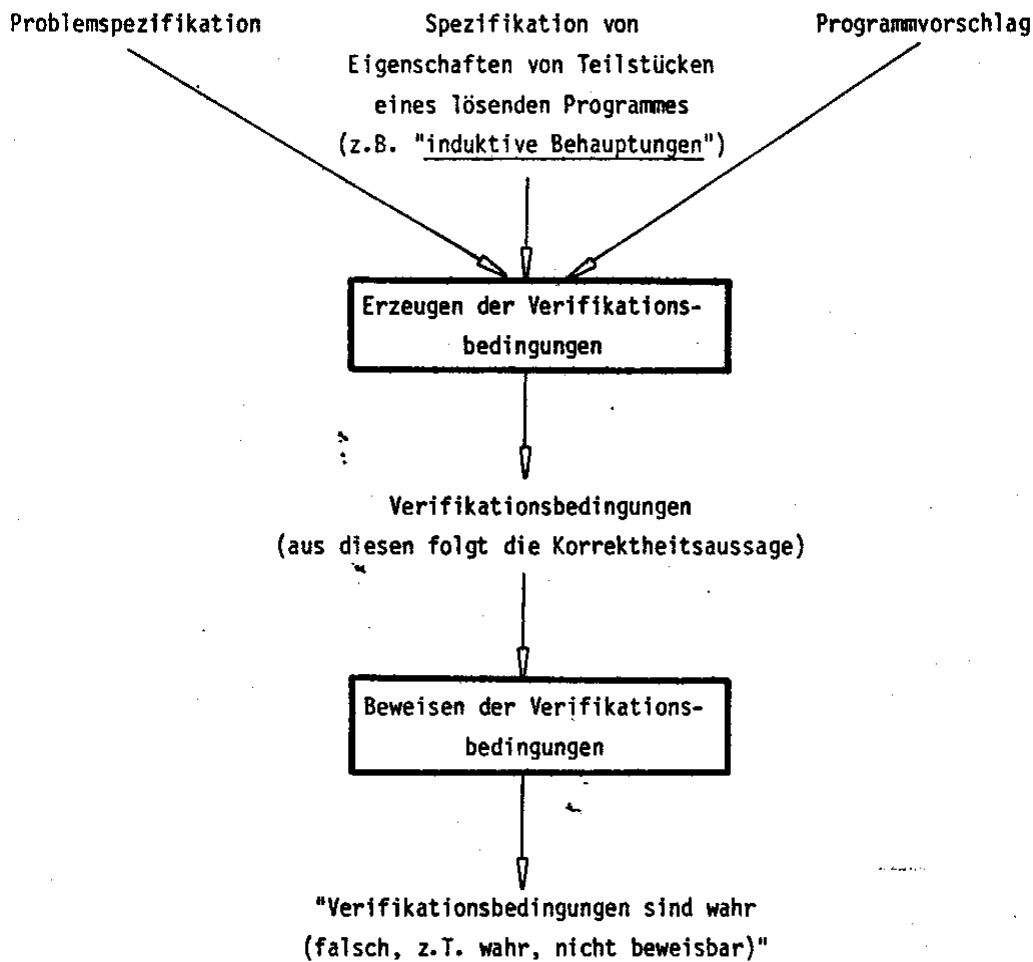 Problemspezifikation
Spezifikation von
Eigenschaften von Teilstücken
eines lösenden Programmes
(z.B. "induktive Behauptungen")
Programmvorschlag
Erzeugen der Verifikations-
bedingungen
Verifikationsbedingungen
(aus diesen folgt die Korrektheitsaussage)
Beweisen der Verifikations-
bedingungen
"Verifikationsbedingungen sind wahr
(falsch, z.T. wahr, nicht beweisbar)"